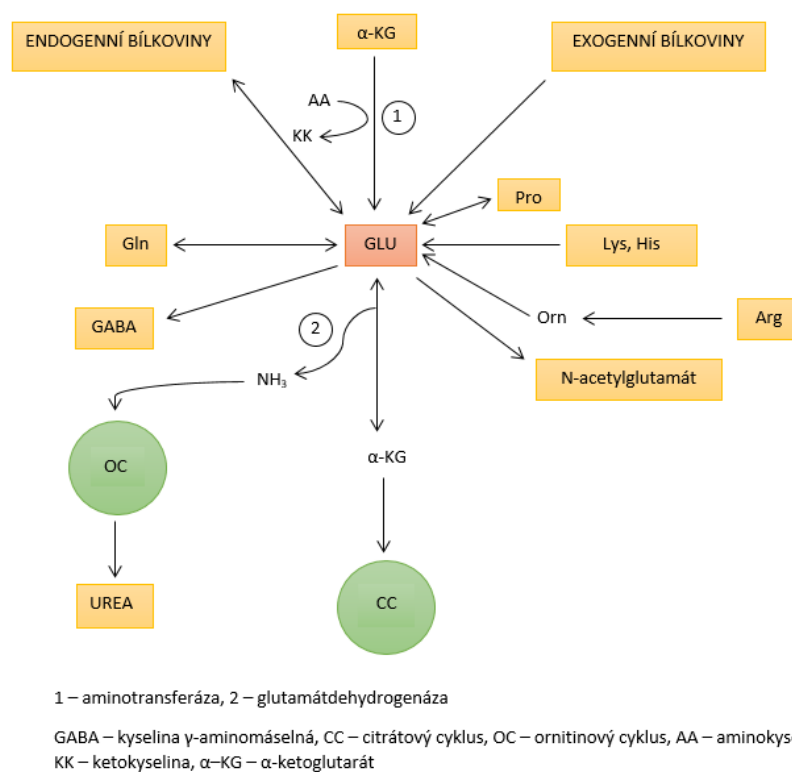 ENDOGENNÍ BÍLKOVINY
α-KG
EXOGENNÍ BÍLKOVINY
AA
1
KK
Pro
Gln
GLU
Lys, His
GABA
2
Orn
Arg
NH₃
N-acetylglutamát
OC
α-KG
UREA
CC
1 – aminotransferáza, 2 – glutamátdehydrogenáza
GABA – kyselina γ-aminomáselná, CC – citrátový cyklus, OC – ornitinový cyklus, AA – aminokys
KK – ketokyselina, α–KG – α-ketoglutarát